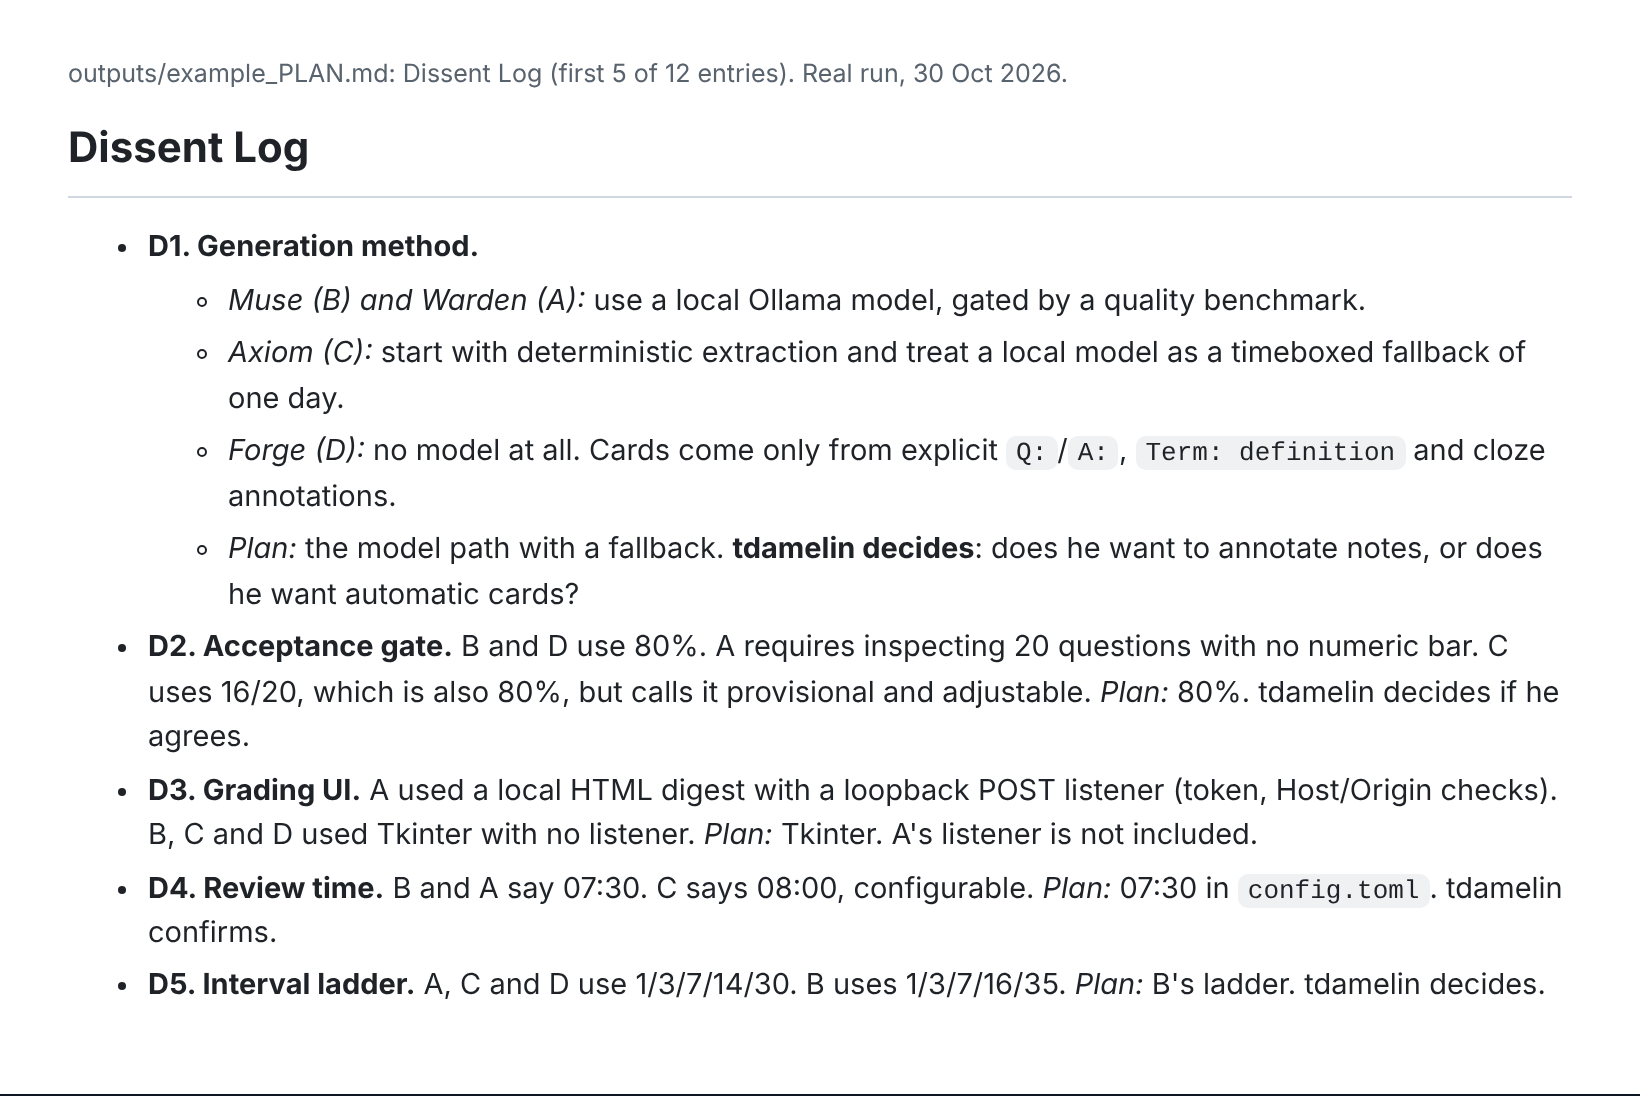 outputs/example_PLAN.md: Dissent Log (first 5 of 12 entries). Real run, 30 Oct 2026.
Dissent Log
• D1. Generation method.
◦ Muse (B) and Warden (A): use a local Ollama model, gated by a quality benchmark.
◦ Axiom (C): start with deterministic extraction and treat a local model as a timeboxed fallback of
one day.
◦ Forge (D): no model at all. Cards come only from explicit Q: / A: , Term: definition and cloze
annotations.
◦ Plan: the model path with a fallback. tdamelin decides: does he want to annotate notes, or does
he want automatic cards?
• D2. Acceptance gate. B and D use 80%. A requires inspecting 20 questions with no numeric bar. C
uses 16/20, which is also 80%, but calls it provisional and adjustable. Plan: 80%. tdamelin decides if he
agrees.
• D3. Grading UI. A used a local HTML digest with a loopback POST listener (token, Host/Origin checks).
B, C and D used Tkinter with no listener. Plan: Tkinter. A's listener is not included.
• D4. Review time. B and A say 07:30. C says 08:00, configurable. Plan: 07:30 in config.toml . tdamelin
confirms.
• D5. Interval ladder. A, C and D use 1/3/7/14/30. B uses 1/3/7/16/35. Plan: B's ladder. tdamelin decides.